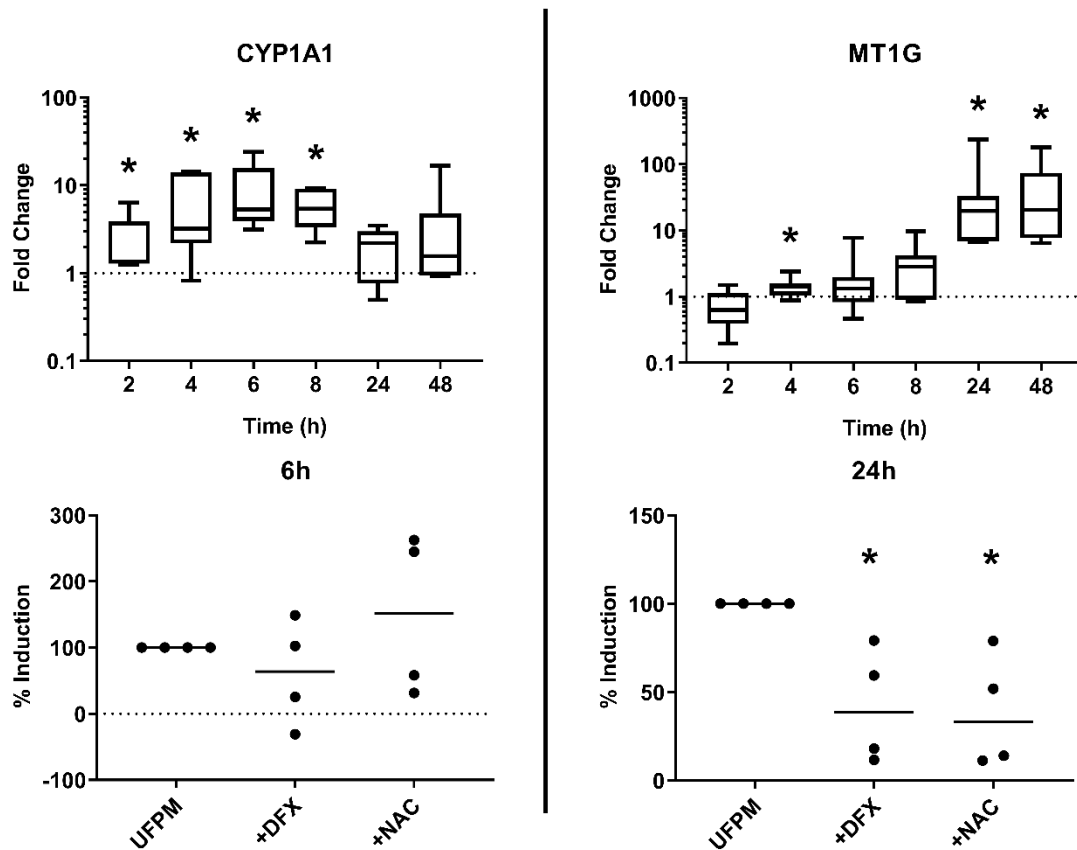 CYP1A1
100
10
1
0.1
Fold Change
* * * *
2 4 6 8 24 48
Time (h)
MT1G
1000
100
10
1
0.1
Fold Change
* * *
2 4 6 8 24 48
Time (h)
6h
300
200
100
0
-100
% Induction
UFPM +DFX +NAC
24h
150
100
50
0
% Induction
* *
UFPM +DFX +NAC